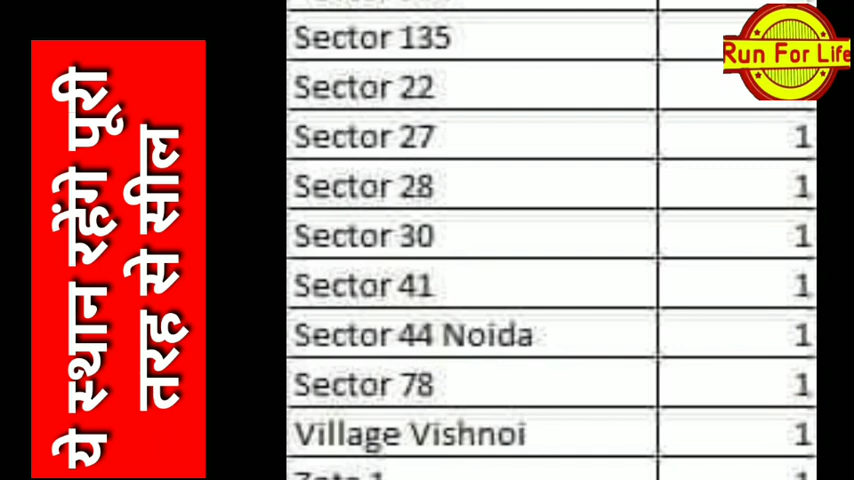 ये स्थान रहेंगे पूरी
तरह से सील
Sector 135
Run For Life
Sector 22
Sector 27 1
Sector 28 1
Sector 30 1
Sector 41 1
Sector 44 Noida 1
Sector 78 1
Village Vishnoi 1